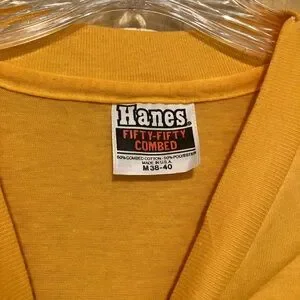 Hanes
FIFTY-FIFTY
COMBED
50% COMBED COTTON · 50% POLYESTER
MADE IN U.S.A.
M 38-40